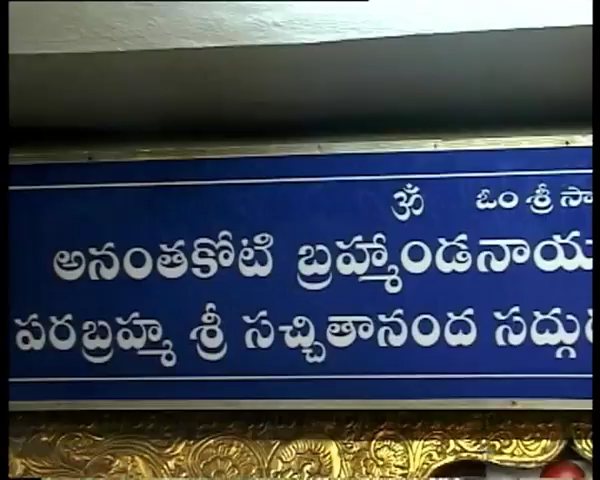 ॐ ఓం శ్రీ సా
అనంతకోటి బ్రహ్మాండనాయ
పరబ్రహ్మ శ్రీ సచ్చితానంద సద్గు